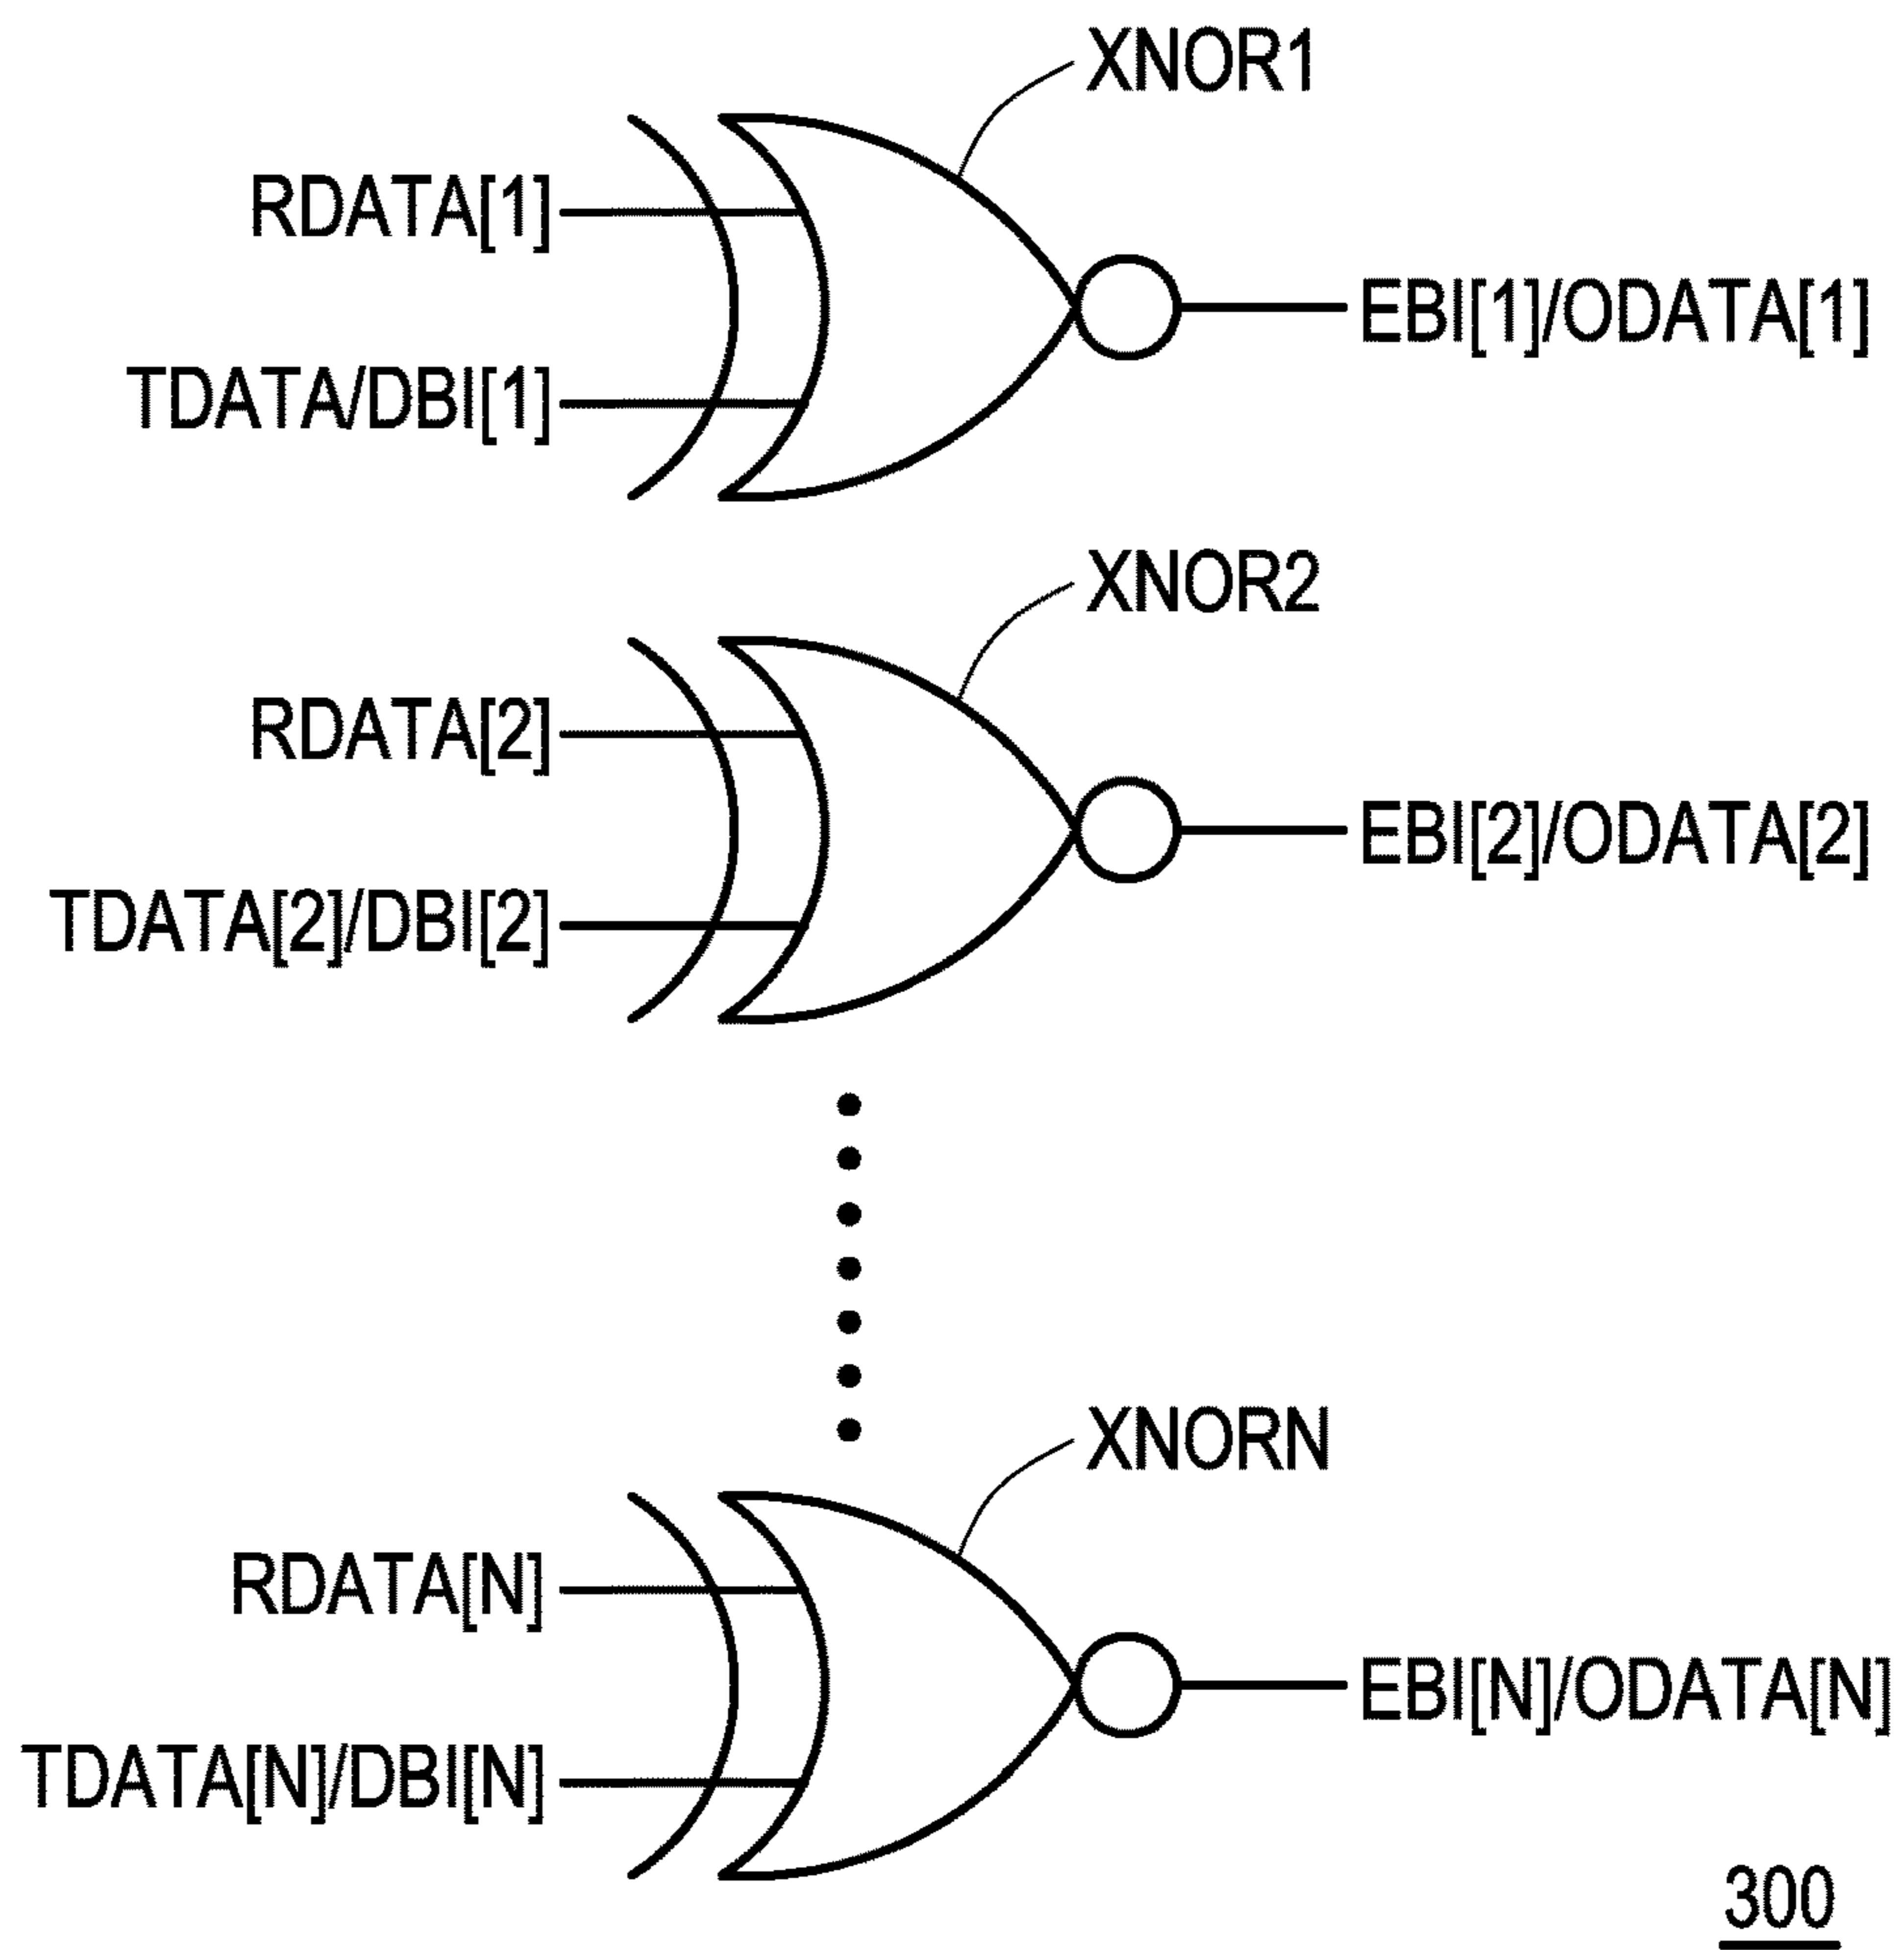 XNOR1
RDATA[1]
TDATA/DBI[1]
EBI[1]/ODATA[1]
XNOR2
RDATA[2]
TDATA[2]/DBI[2]
EBI[2]/ODATA[2]
XNORN
RDATA[N]
TDATA[N]/DBI[N]
EBI[N]/ODATA[N]
300